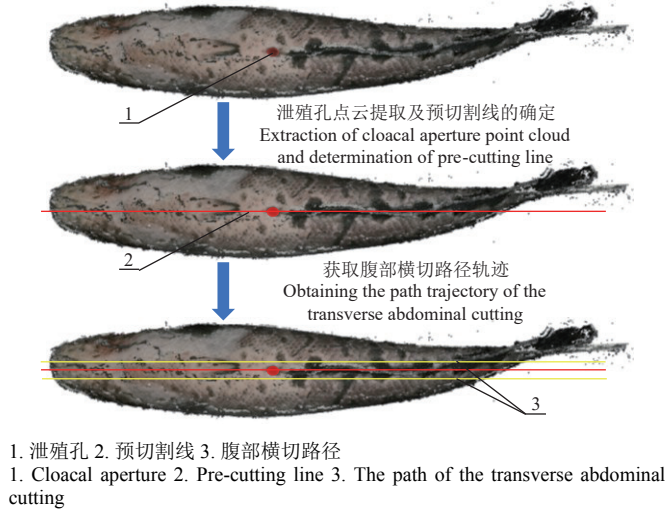 1
泄殖孔点云提取及预切割线的确定
Extraction of cloacal aperture point cloud
and determination of pre-cutting line
2
获取腹部横切路径轨迹
Obtaining the path trajectory of the
transverse abdominal cutting
3
1. 泄殖孔 2. 预切割线 3. 腹部横切路径
1. Cloacal aperture 2. Pre-cutting line 3. The path of the transverse abdominal
cutting